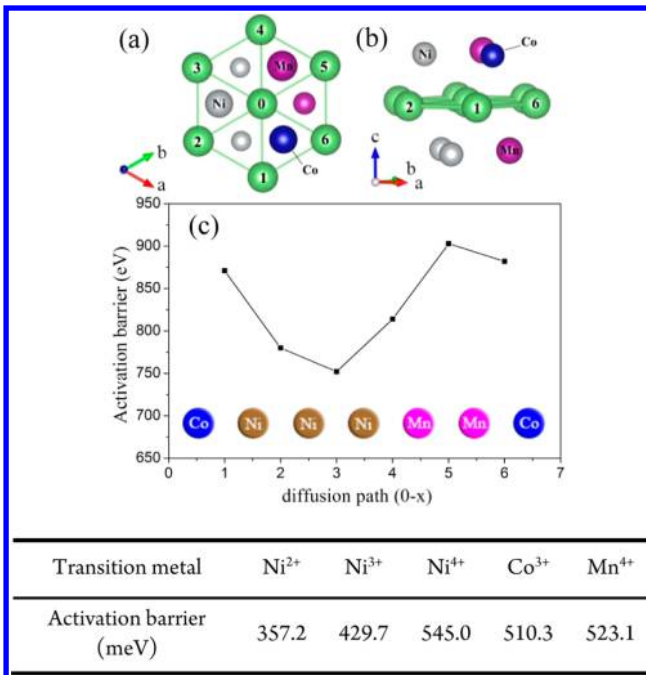 (a)
4
3
Mn
5
Ni
0
2
6
Co
1
b
a
(b)
Ni
Co
2
1
6
Mn
c
b
a
(c)
Activation barrier (eV)
950
900
850
800
750
700
650
Co Ni Ni Ni Mn Mn Co
0 1 2 3 4 5 6 7
diffusion path (0-x)
Transition metal Ni²⁺ Ni³⁺ Ni⁴⁺ Co³⁺ Mn⁴⁺
Activation barrier
(meV) 357.2 429.7 545.0 510.3 523.1